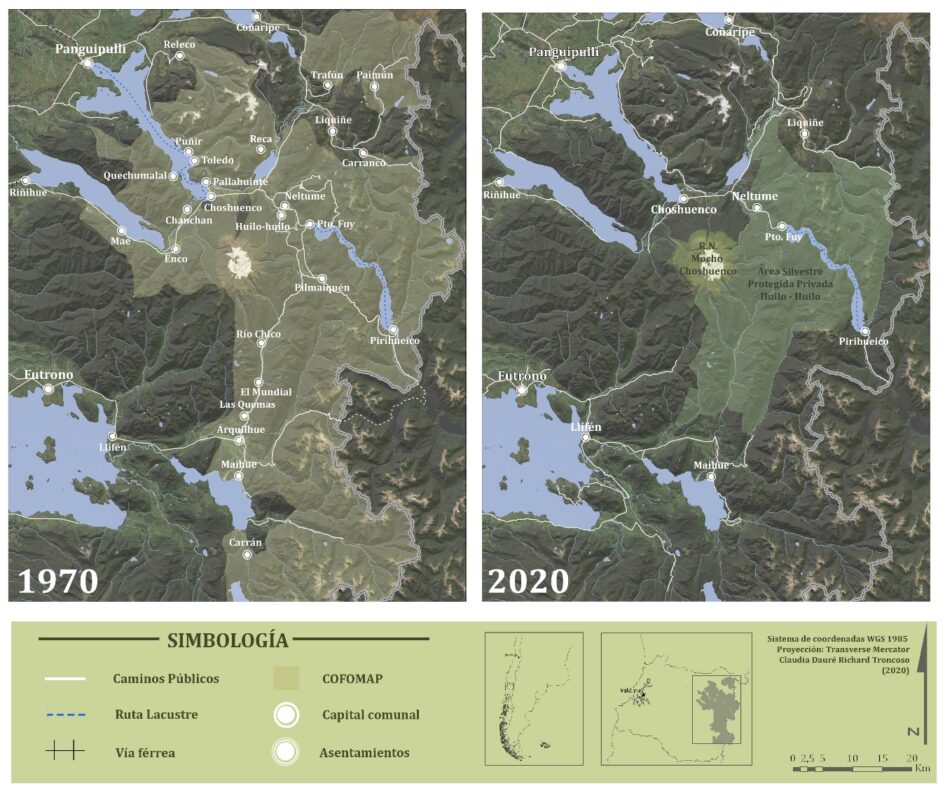 Coñaripe
Panguipulli
Releco
Trafún
Paimún
Liquiñe
Puñir
Reca
Carranco
Toledo
Quechumalal
Pallahuinte
Riñihue
Choshuenco
Neltume
Chanchan
Huilo-huilo
Pto. Fuy
Mae
Enco
Pilmaiquén
Río Chico
Pirihueico
Futrono
El Mundial
Las Quemas
Arquilhue
Llifén
Maihue
Carrán
1970
Coñaripe
Panguipulli
Liquiñe
Riñihue
Choshuenco
Neltume
Pto. Fuy
R.N.
Mocho
Choshuenco
Área Silvestre
Protegida Privada
Huilo - Huilo
Pirihueico
Futrono
Llifén
Maihue
2020
SIMBOLOGÍA
Caminos Públicos
COFOMAP
Ruta Lacustre
Capital comunal
Vía férrea
Asentamientos
Sistema de coordenadas WGS 1985
Proyección: Transverse Mercator
Claudia Dauré Richard Troncoso
(2020)
N
0 2,5 5 10 15 20
Km